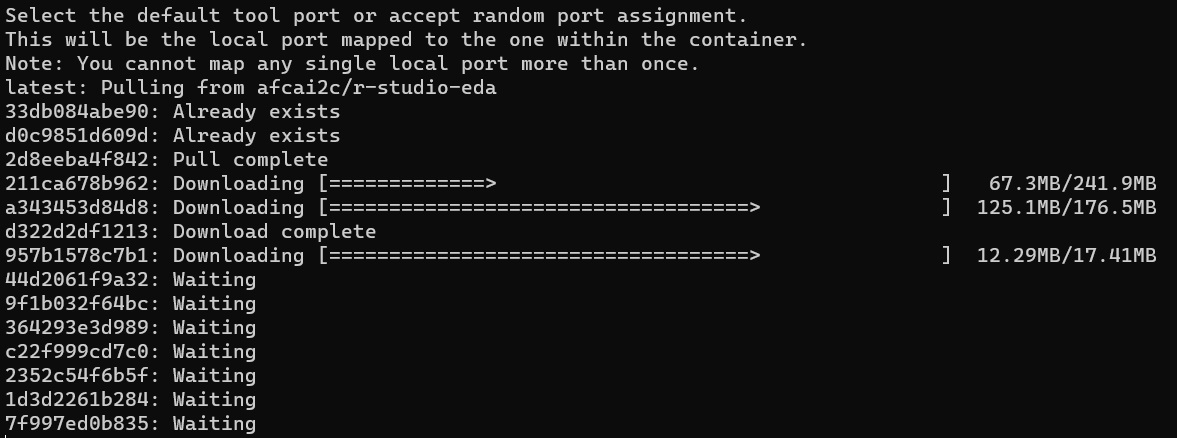 Select the default tool port or accept random port assignment.
This will be the local port mapped to the one within the container.
Note: You cannot map any single local port more than once.
latest: Pulling from afcai2c/r-studio-eda
33db084abe90: Already exists
d0c9851d609d: Already exists
2d8eeba4f842: Pull complete
211ca678b962: Downloading [=============>                                     ]   67.3MB/241.9MB
a343453d84d8: Downloading [===================================>               ]  125.1MB/176.5MB
d322d2df1213: Download complete
957b1578c7b1: Downloading [===================================>               ]  12.29MB/17.41MB
44d2061f9a32: Waiting
9f1b032f64bc: Waiting
364293e3d989: Waiting
c22f999cd7c0: Waiting
2352c54f6b5f: Waiting
1d3d2261b284: Waiting
7f997ed0b835: Waiting